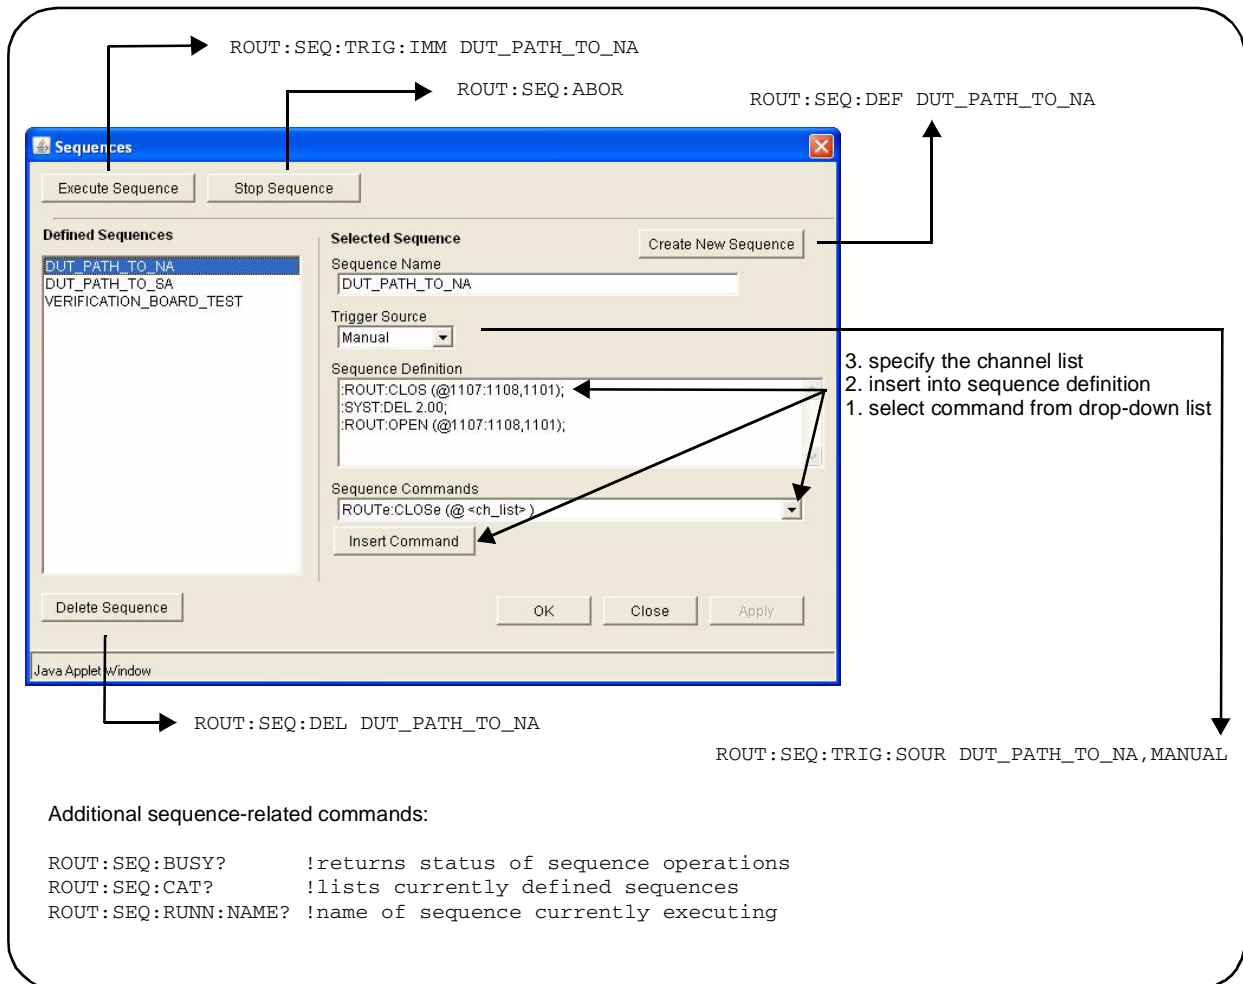 ROUT:SEQ:TRIG:IMM DUT_PATH_TO_NA
ROUT:SEQ:ABOR
ROUT:SEQ:DEF DUT_PATH_TO_NA
Sequences
Execute Sequence
Stop Sequence
Defined Sequences
DUT_PATH_TO_NA
DUT_PATH_TO_SA
VERIFICATION_BOARD_TEST
Selected Sequence
Create New Sequence
Sequence Name
DUT_PATH_TO_NA
Trigger Source
Manual
Sequence Definition
:ROUT:CLOS (@1107:1108,1101);
:SYST:DEL 2.00;
:ROUT:OPEN (@1107:1108,1101);
3. specify the channel list
2. insert into sequence definition
1. select command from drop-down list
Sequence Commands
ROUTe:CLOSe (@ <ch_list> )
Insert Command
Delete Sequence
OK
Close
Apply
Java Applet Window
ROUT:SEQ:DEL DUT_PATH_TO_NA
ROUT:SEQ:TRIG:SOUR DUT_PATH_TO_NA,MANUAL
Additional sequence-related commands:
ROUT:SEQ:BUSY? !returns status of sequence operations
ROUT:SEQ:CAT? !lists currently defined sequences
ROUT:SEQ:RUNN:NAME? !name of sequence currently executing